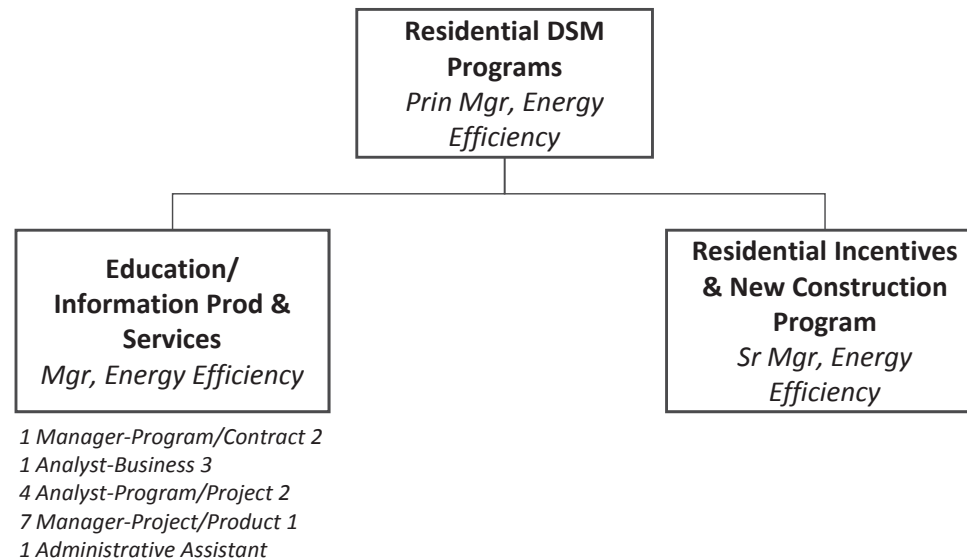 Residential DSM
Programs
Prin Mgr, Energy
Efficiency
Education/
Information Prod &
Services
Mgr, Energy Efficiency
Residential Incentives
& New Construction
Program
Sr Mgr, Energy
Efficiency
1 Manager-Program/Contract 2
1 Analyst-Business 3
4 Analyst-Program/Project 2
7 Manager-Project/Product 1
1 Administrative Assistant